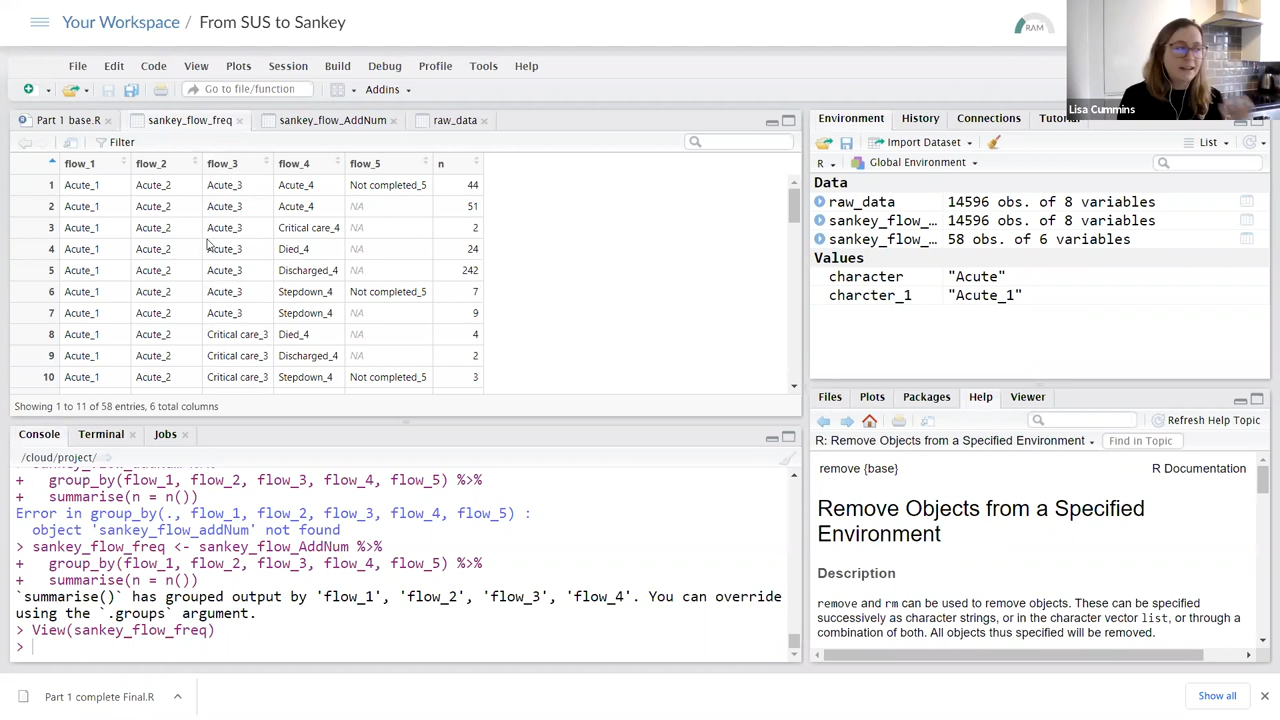 Your Workspace / From SUS to Sankey
RAM
Lisa Cummins
File Edit Code View Plots Session Build Debug Profile Tools Help
Go to file/function Addins
Part 1 base.R sankey_flow_freq sankey_flow_AddNum raw_data
Filter
flow_1 flow_2 flow_3 flow_4 flow_5 n
1 Acute_1 Acute_2 Acute_3 Acute_4 Not completed_5 44
2 Acute_1 Acute_2 Acute_3 Acute_4 NA 51
3 Acute_1 Acute_2 Acute_3 Critical care_4 NA 2
4 Acute_1 Acute_2 Acute_3 Died_4 NA 24
5 Acute_1 Acute_2 Acute_3 Discharged_4 NA 242
6 Acute_1 Acute_2 Acute_3 Stepdown_4 Not completed_5 7
7 Acute_1 Acute_2 Acute_3 Stepdown_4 NA 9
8 Acute_1 Acute_2 Critical care_3 Died_4 NA 4
9 Acute_1 Acute_2 Critical care_3 Discharged_4 NA 2
10 Acute_1 Acute_2 Critical care_3 Stepdown_4 Not completed_5 3
Showing 1 to 11 of 58 entries, 6 total columns
Console Terminal Jobs
/cloud/project/
+ group_by(flow_1, flow_2, flow_3, flow_4, flow_5) %>%
+ summarise(n = n())
Error in group_by(., flow_1, flow_2, flow_3, flow_4, flow_5) :
object 'sankey_flow_addNum' not found
> sankey_flow_freq <- sankey_flow_AddNum %>%
+ group_by(flow_1, flow_2, flow_3, flow_4, flow_5) %>%
+ summarise(n = n())
`summarise()` has grouped output by 'flow_1', 'flow_2', 'flow_3', 'flow_4'. You can override
using the `.groups` argument.
> View(sankey_flow_freq)
>
Environment History Connections Tutorial
Import Dataset List
R Global Environment
Data
raw_data 14596 obs. of 8 variables
sankey_flow_… 14596 obs. of 8 variables
sankey_flow_… 58 obs. of 6 variables
Values
character "Acute"
charcter_1 "Acute_1"
Files Plots Packages Help Viewer
Refresh Help Topic
R: Remove Objects from a Specified Environment Find in Topic
remove {base} R Documentation
Remove Objects from a Specified
Environment
Description
remove and rm can be used to remove objects. These can be specified
successively as character strings, or in the character vector list, or through a
combination of both. All objects thus specified will be removed.
Part 1 complete Final.R
Show all